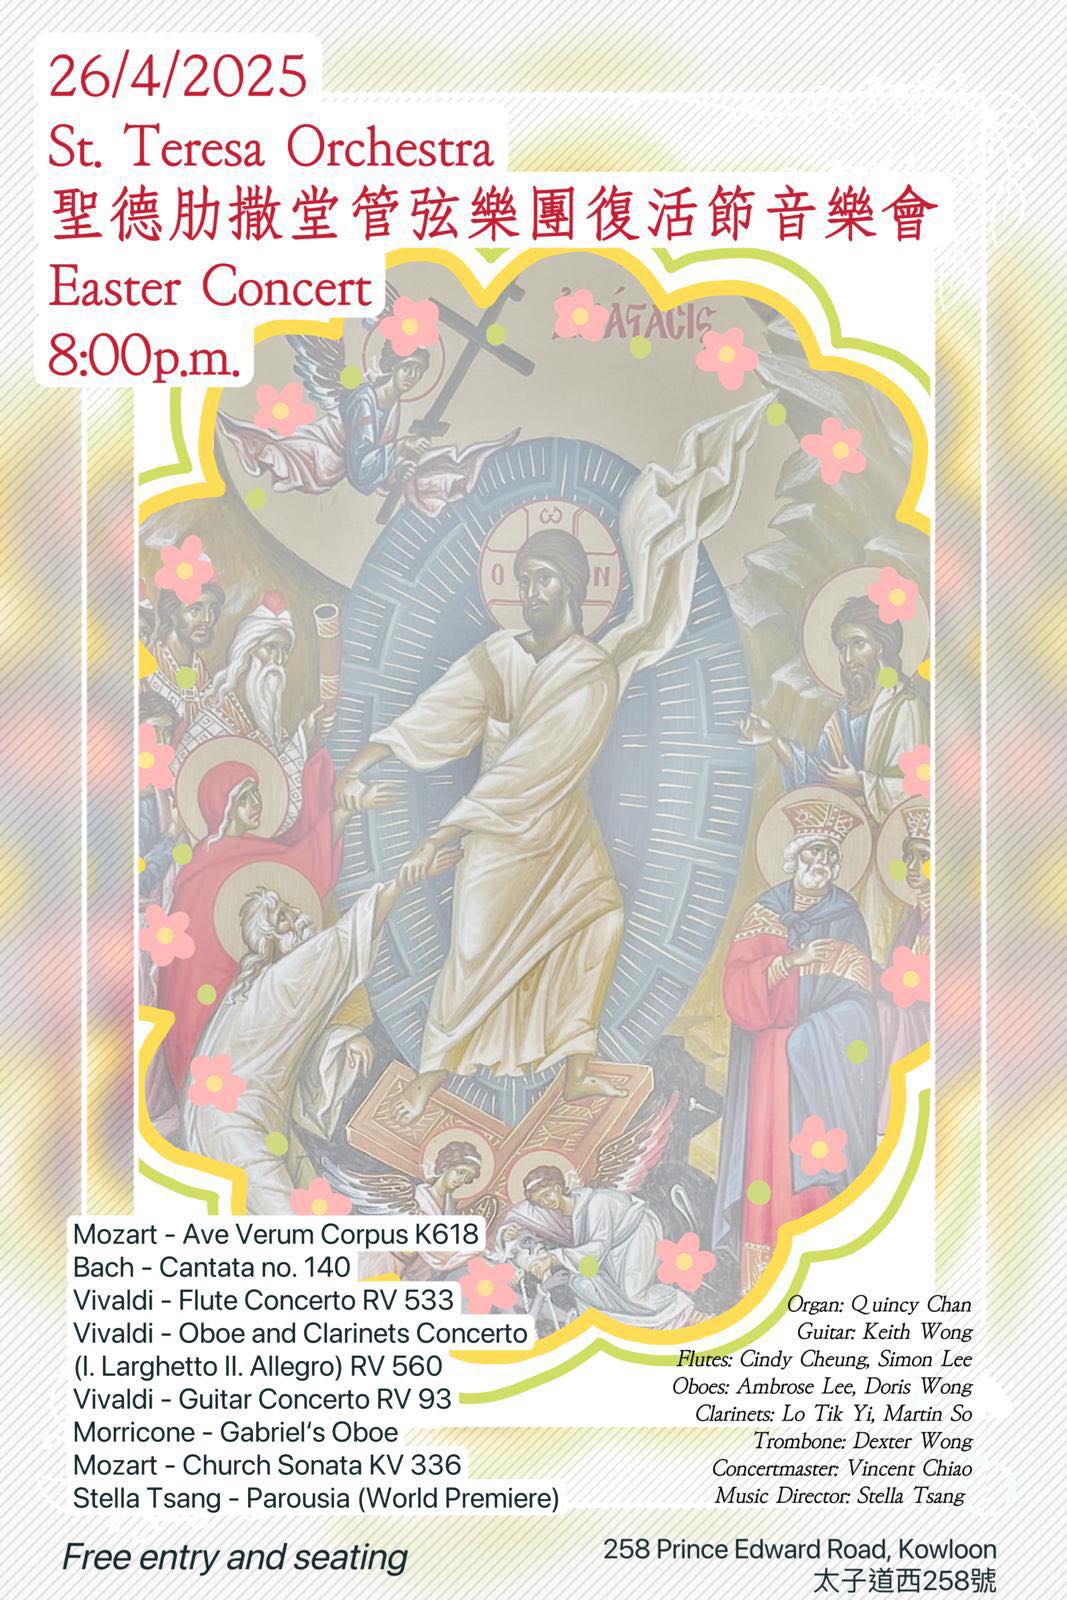 26/4/2025
St. Teresa Orchestra
聖德肋撒堂管弦樂團復活節音樂會
Easter Concert
8:00p.m.
Ο Ω Ν
Mozart - Ave Verum Corpus K618
Bach - Cantata no. 140
Vivaldi - Flute Concerto RV 533
Vivaldi - Oboe and Clarinets Concerto
(I. Larghetto II. Allegro) RV 560
Vivaldi - Guitar Concerto RV 93
Morricone - Gabriel‘s Oboe
Mozart - Church Sonata KV 336
Stella Tsang - Parousia (World Premiere)
Organ: Quincy Chan
Guitar: Keith Wong
Flutes: Cindy Cheung, Simon Lee
Oboes: Ambrose Lee, Doris Wong
Clarinets: Lo Tik Yi, Martin So
Trombone: Dexter Wong
Concertmaster: Vincent Chiao
Music Director: Stella Tsang
Free entry and seating
258 Prince Edward Road, Kowloon
太子道西258號